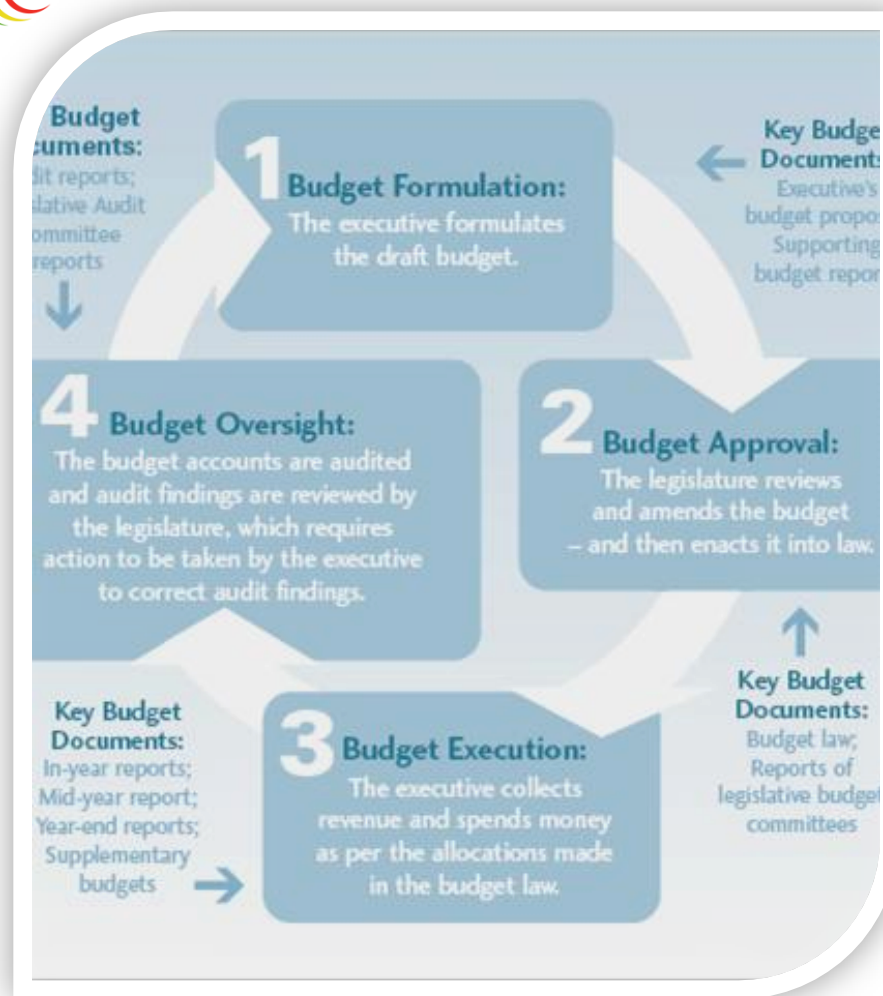 Budget
cuments:
dit reports;
slative Audit
ommittee
reports
1
Budget Formulation:
The executive formulates
the draft budget.
Key Budge
Documents
Executive's
budget propos
Supporting
budget repor
4
Budget Oversight:
The budget accounts are audited
and audit findings are reviewed by
the legislature, which requires
action to be taken by the executive
to correct audit findings.
2
Budget Approval:
The legislature reviews
and amends the budget
– and then enacts it into law.
Key Budget
Documents:
In-year reports;
Mid-year report;
Year-end reports;
Supplementary
budgets
3
Budget Execution:
The executive collects
revenue and spends money
as per the allocations made
in the budget law.
Key Budget
Documents:
Budget law;
Reports of
legislative budget
committees